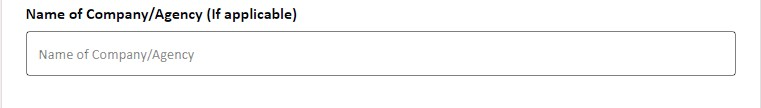 Name of Company/Agency (If applicable)
Name of Company/Agency